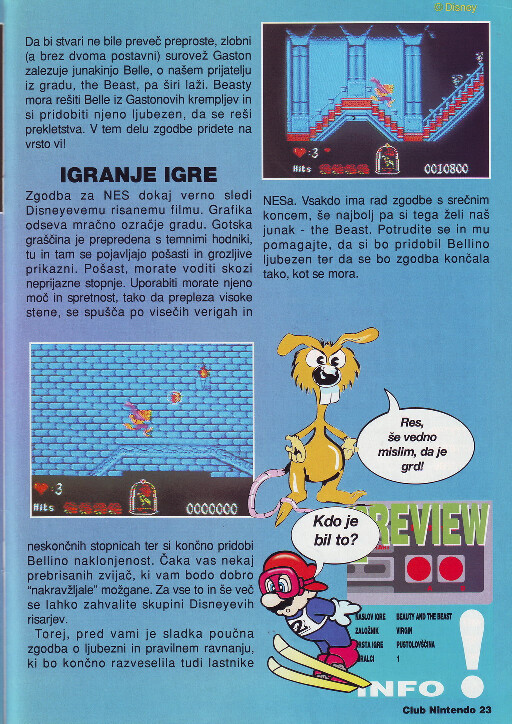 © Disney
Da bi stvari ne bile preveč preproste, zlobni
(a brez dvoma postavni) surovež Gaston
zalezuje junakinjo Belle, o našem prijatelju
iz gradu, the Beast, pa širi laži. Beasty
mora rešiti Belle iz Gastonovih krempljev in
si pridobiti njeno ljubezen, da se reši
prekletstva. V tem delu zgodbe pridete na
vrsto vi!
:3
Hits
0010800
IGRANJE IGRE
Zgodba za NES dokaj verno sledi
Disneyevemu risanemu filmu. Grafika
odseva mračno ozračje gradu. Gotska
graščina je prepredena s temnimi hodniki,
tu in tam se pojavljajo pošasti in grozljive
prikazni. Pošast, morate voditi skozi
neprijazne stopnje. Uporabiti morate njeno
moč in spretnost, tako da prepleza visoke
stene, se spušča po visečih verigah in
:3
Hits
0000000
neskončnih stopnicah ter si končno pridobi
Bellino naklonjenost. Čaka vas nekaj
prebrisanih zvijač, ki vam bodo dobro
"nakravžljale" možgane. Za vse to in še več
se lahko zahvalite skupini Disneyevih
risarjev.
Torej, pred vami je sladka poučna
zgodba o ljubezni in pravilnem ravnanju,
ki bo končno razveselila tudi lastnike
NESa. Vsakdo ima rad zgodbe s srečnim
koncem, še najbolj pa si tega želi naš
junak - the Beast. Potrudite se in mu
pomagajte, da si bo pridobil Bellino
ljubezen ter da se bo zgodba končala
tako, kot se mora.
Res,
še vedno
mislim, da je
grd!
Kdo je
bil to?
REVIEW
NASLOV IGRE BEAUTY AND THE BEAST
ZALOŽNIK VIRGIN
VRSTA IGRE PUSTOLOVŠČINA
IGRALCI 1
INFO !
Club Nintendo 23